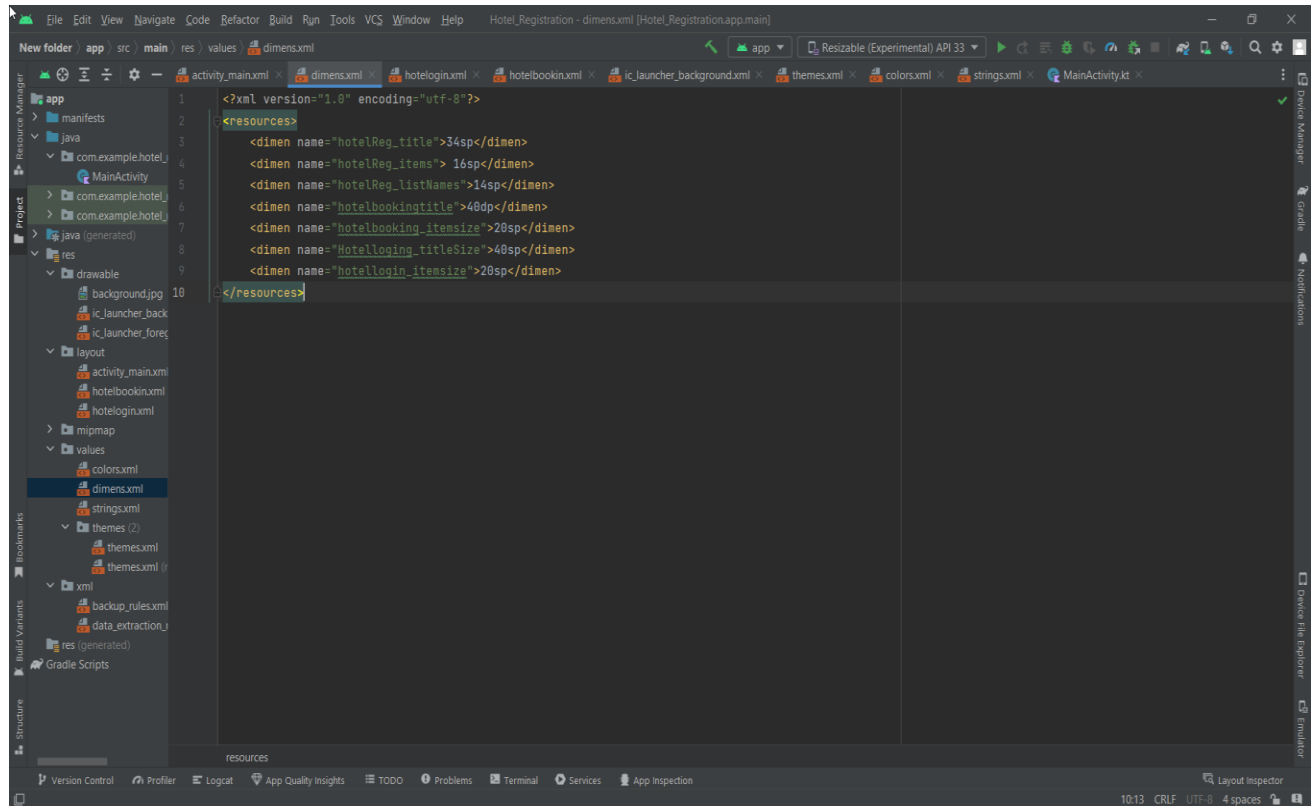 File Edit View Navigate Code Refactor Build Run Tools VCS Window Help Hotel_Registration - dimens.xml [Hotel_Registration.app.main]
New folder app src main res values dimens.xml app Resizable (Experimental) API 33
activity_main.xml dimens.xml hotelogin.xml hotelbookin.xml ic_launcher_background.xml themes.xml colors.xml strings.xml MainActivity.kt
Resource Manager
Project
Bookmarks
Build Variants
Structure
app
manifests
java
com.example.hotel_
MainActivity
com.example.hotel_
com.example.hotel_
java (generated)
res
drawable
background.jpg
ic_launcher_back
ic_launcher_foreg
layout
activity_main.xml
hotelbookin.xml
hotelogin.xml
mipmap
values
colors.xml
dimens.xml
strings.xml
themes (2)
themes.xml
themes.xml
xml
backup_rules.xml
data_extraction_
res (generated)
Gradle Scripts
1 <?xml version="1.0" encoding="utf-8"?>
2 <resources>
3 <dimen name="hotelReg_title">34sp</dimen>
4 <dimen name="hotelReg_items"> 16sp</dimen>
5 <dimen name="hotelReg_listNames">14sp</dimen>
6 <dimen name="hotelbookingtitle">40dp</dimen>
7 <dimen name="hotelbooking_itemsize">20sp</dimen>
8 <dimen name="Hotelloging_titleSize">40sp</dimen>
9 <dimen name="hotellogin_itemsize">20sp</dimen>
10 </resources>
resources
Device Manager
Gradle
Notifications
Device File Explorer
Emulator
Version Control Profiler Logcat App Quality Insights TODO Problems Terminal Services App Inspection Layout Inspector
10:13 CRLF UTF-8 4 spaces